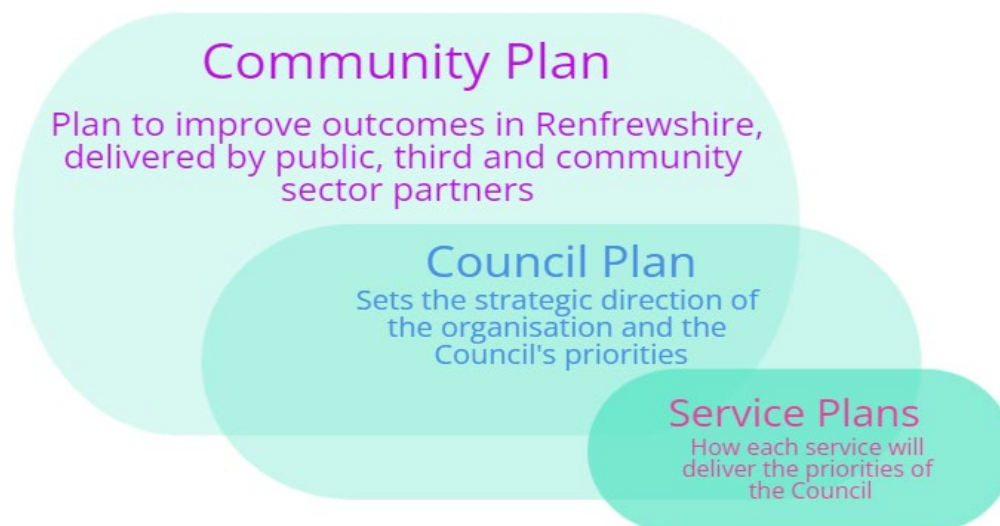 Community Plan
Plan to improve outcomes in Renfrewshire,
delivered by public, third and community
sector partners
Council Plan
Sets the strategic direction of
the organisation and the
Council's priorities
Service Plans
How each service will
deliver the priorities of
the Council